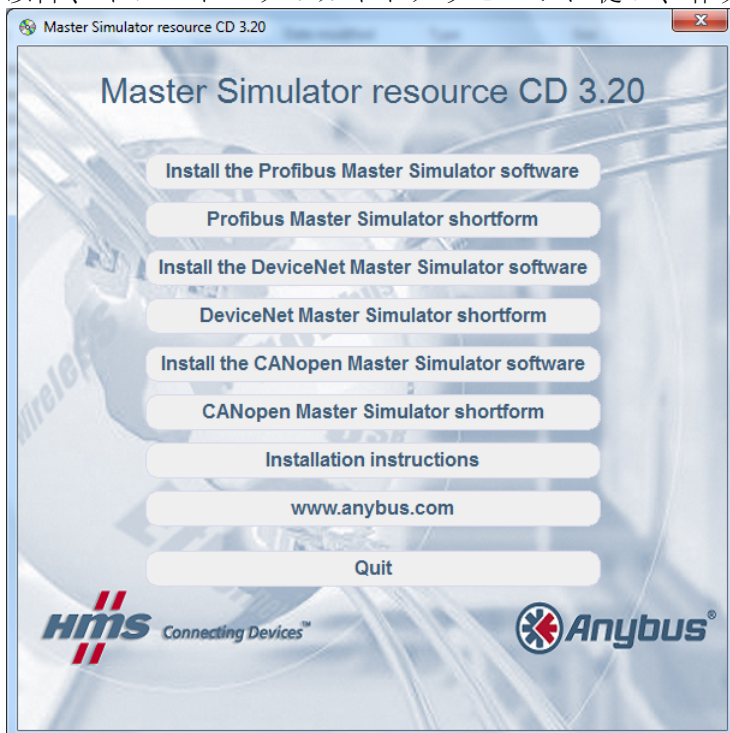 Master Simulator resource CD 3.20
Master Simulator resource CD 3.20
Install the Profibus Master Simulator software
Profibus Master Simulator shortform
Install the DeviceNet Master Simulator software
DeviceNet Master Simulator shortform
Install the CANopen Master Simulator software
CANopen Master Simulator shortform
Installation instructions
www.anybus.com
Quit
HMS Connecting Devices™
Anybus®